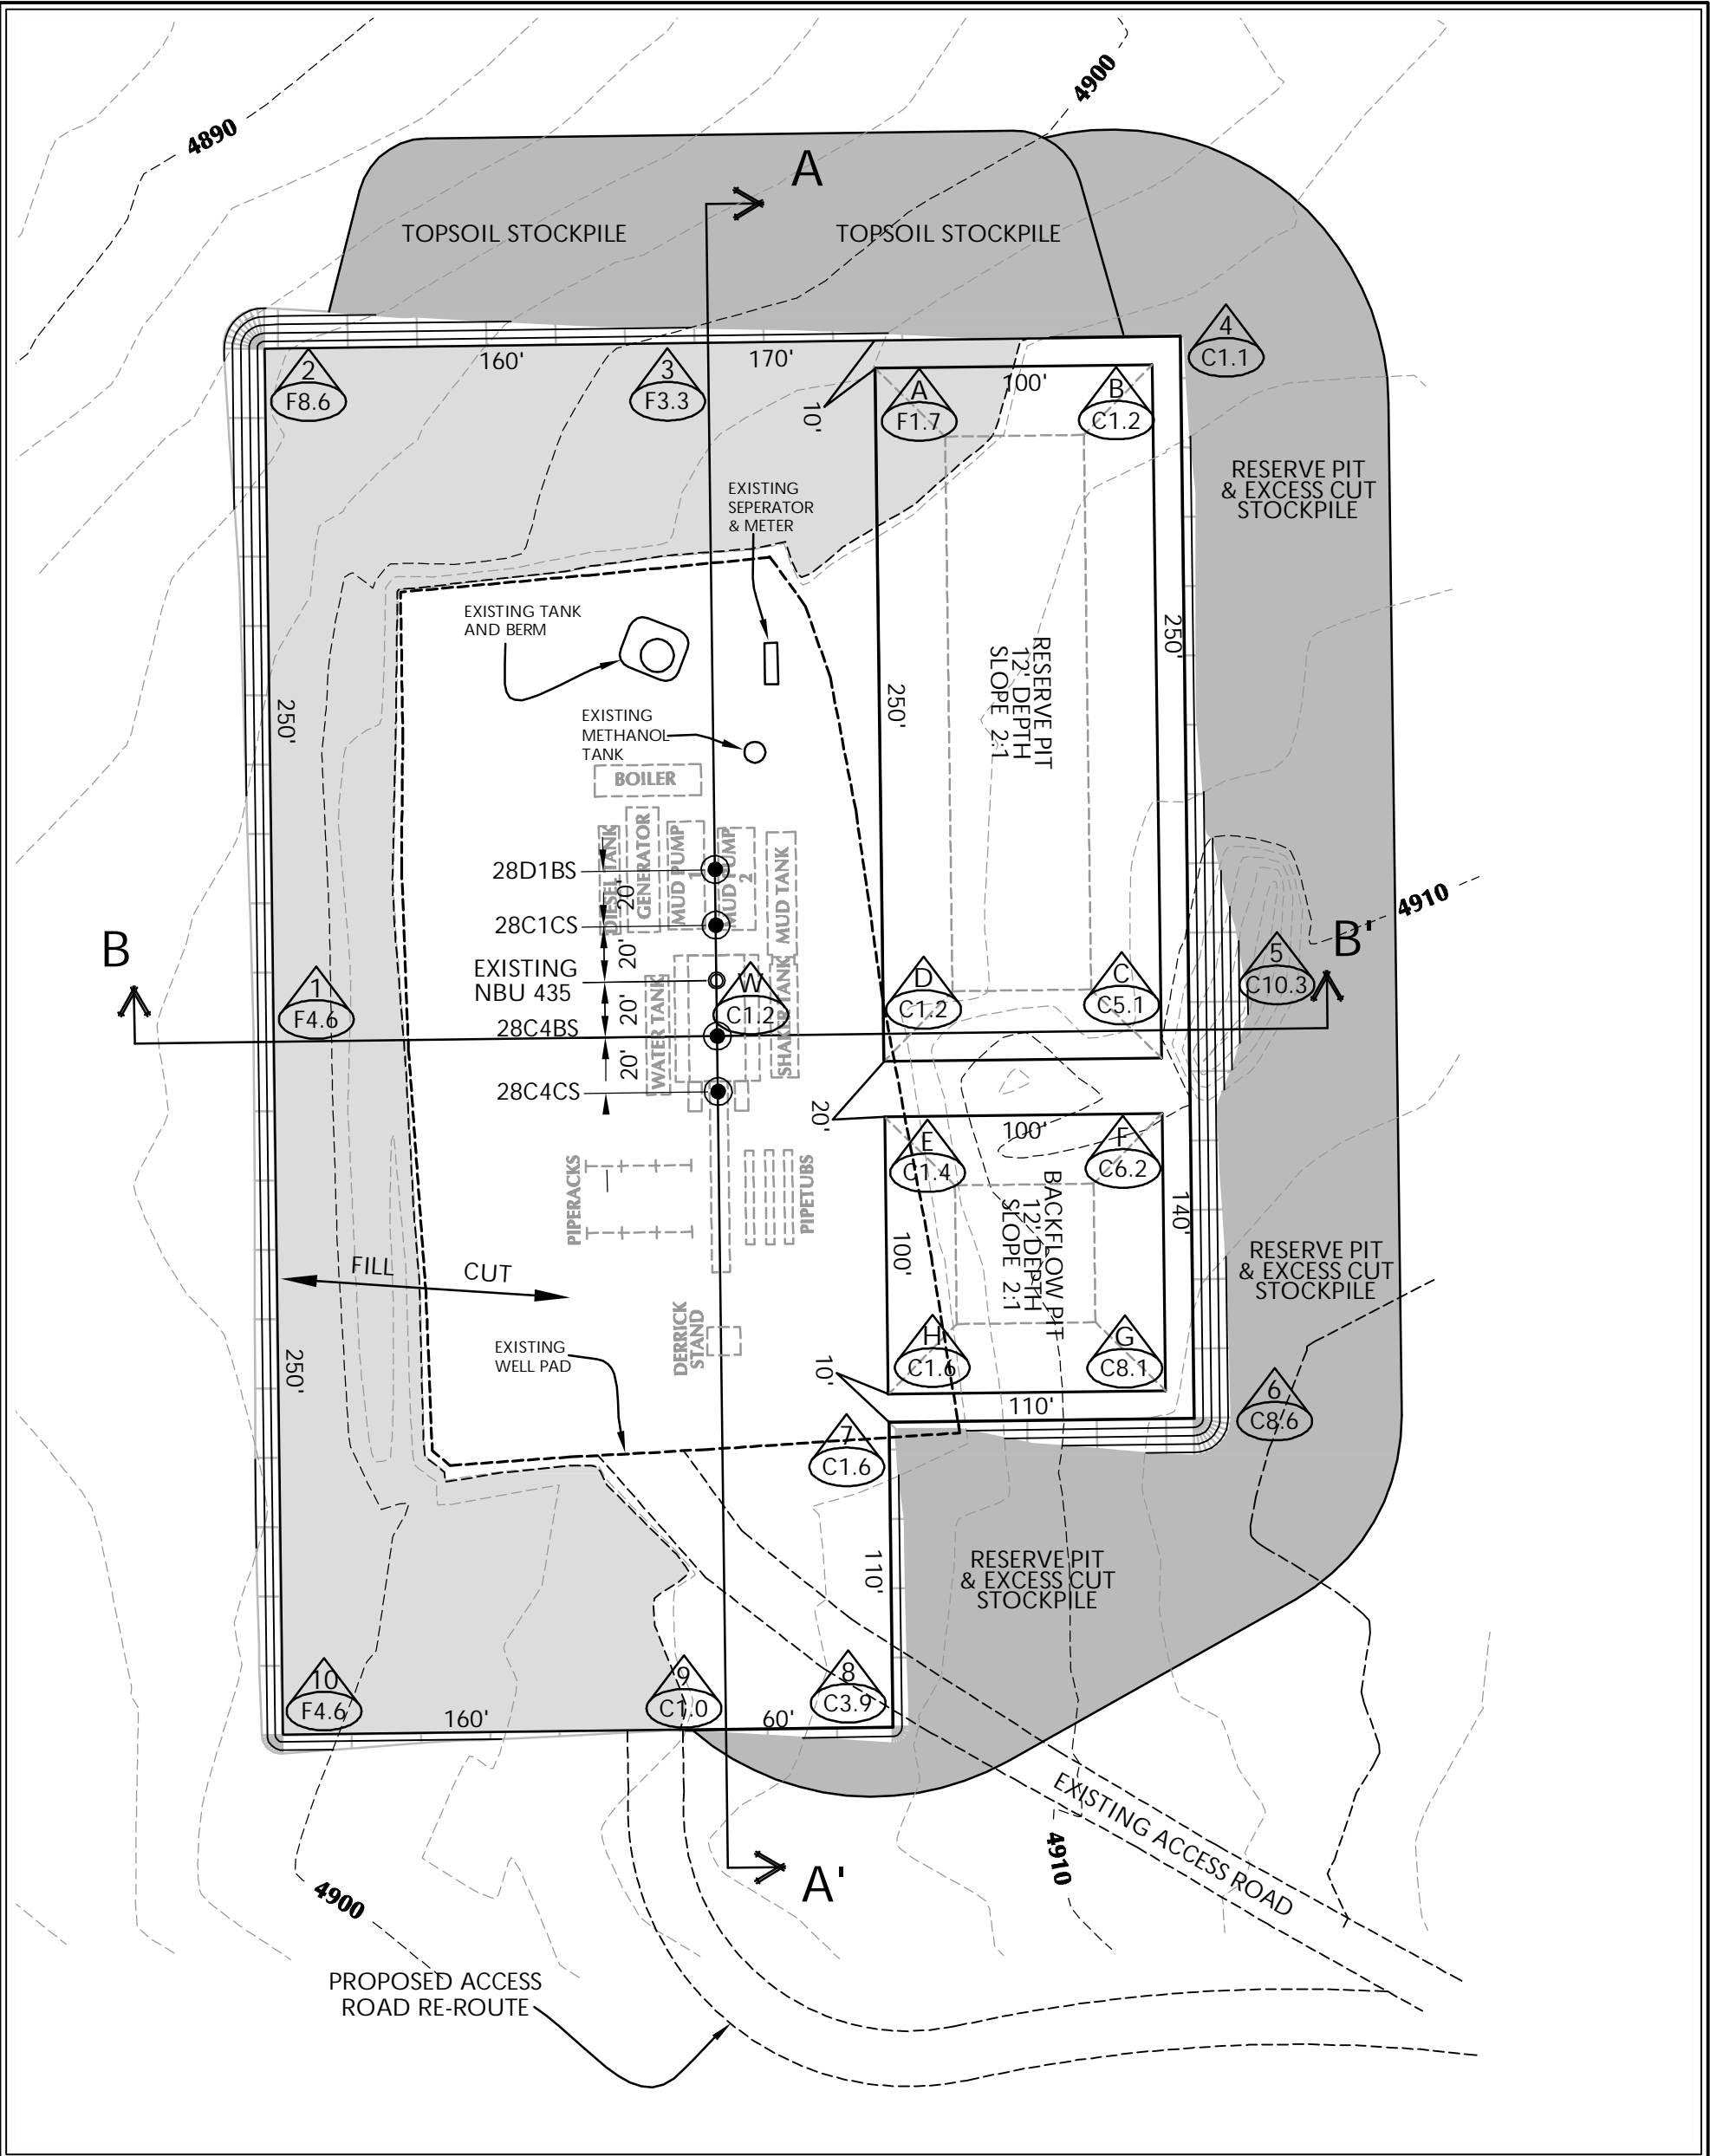 4890
4900
A
TOPSOIL STOCKPILE
TOPSOIL STOCKPILE
4
C1.1
160'
170'
2
F8.6
3
F3.3
10'
A
F1.7
100'
B
C1.2
RESERVE PIT
& EXCESS CUT
STOCKPILE
EXISTING
SEPERATOR
& METER
EXISTING TANK
AND BERM
250'
250'
250'
RESERVE PIT
12' DEPTH
SLOPE 2:1
EXISTING
METHANOL
TANK
BOILER
DIESEL TANK
GENERATOR
MUD PUMP
1
MUD PUMP
2
MUD TANK
28D1BS
20'
28C1CS
20'
EXISTING
NBU 435
20'
28C4BS
20'
28C4CS
WATER TANK
W
C1.2
SHAKER TANK
4910
B
B'
1
F4.6
D
C1.2
C
C5.1
5
C10.3
20'
E
C1.4
100'
F
C6.2
PIPERACKS
PIPETUBS
BACKFLOW PIT
12' DEPTH
SLOPE 2:1
100'
140'
RESERVE PIT
& EXCESS CUT
STOCKPILE
FILL
CUT
DERRICK
STAND
EXISTING
WELL PAD
250'
H
C1.6
G
C8.1
10'
110'
6
C8.6
7
C1.6
110'
RESERVE PIT
& EXCESS CUT
STOCKPILE
10
F4.6
160'
9
C1.0
60'
8
C3.9
EXISTING ACCESS ROAD
4910
A'
4900
PROPOSED ACCESS
ROAD RE-ROUTE